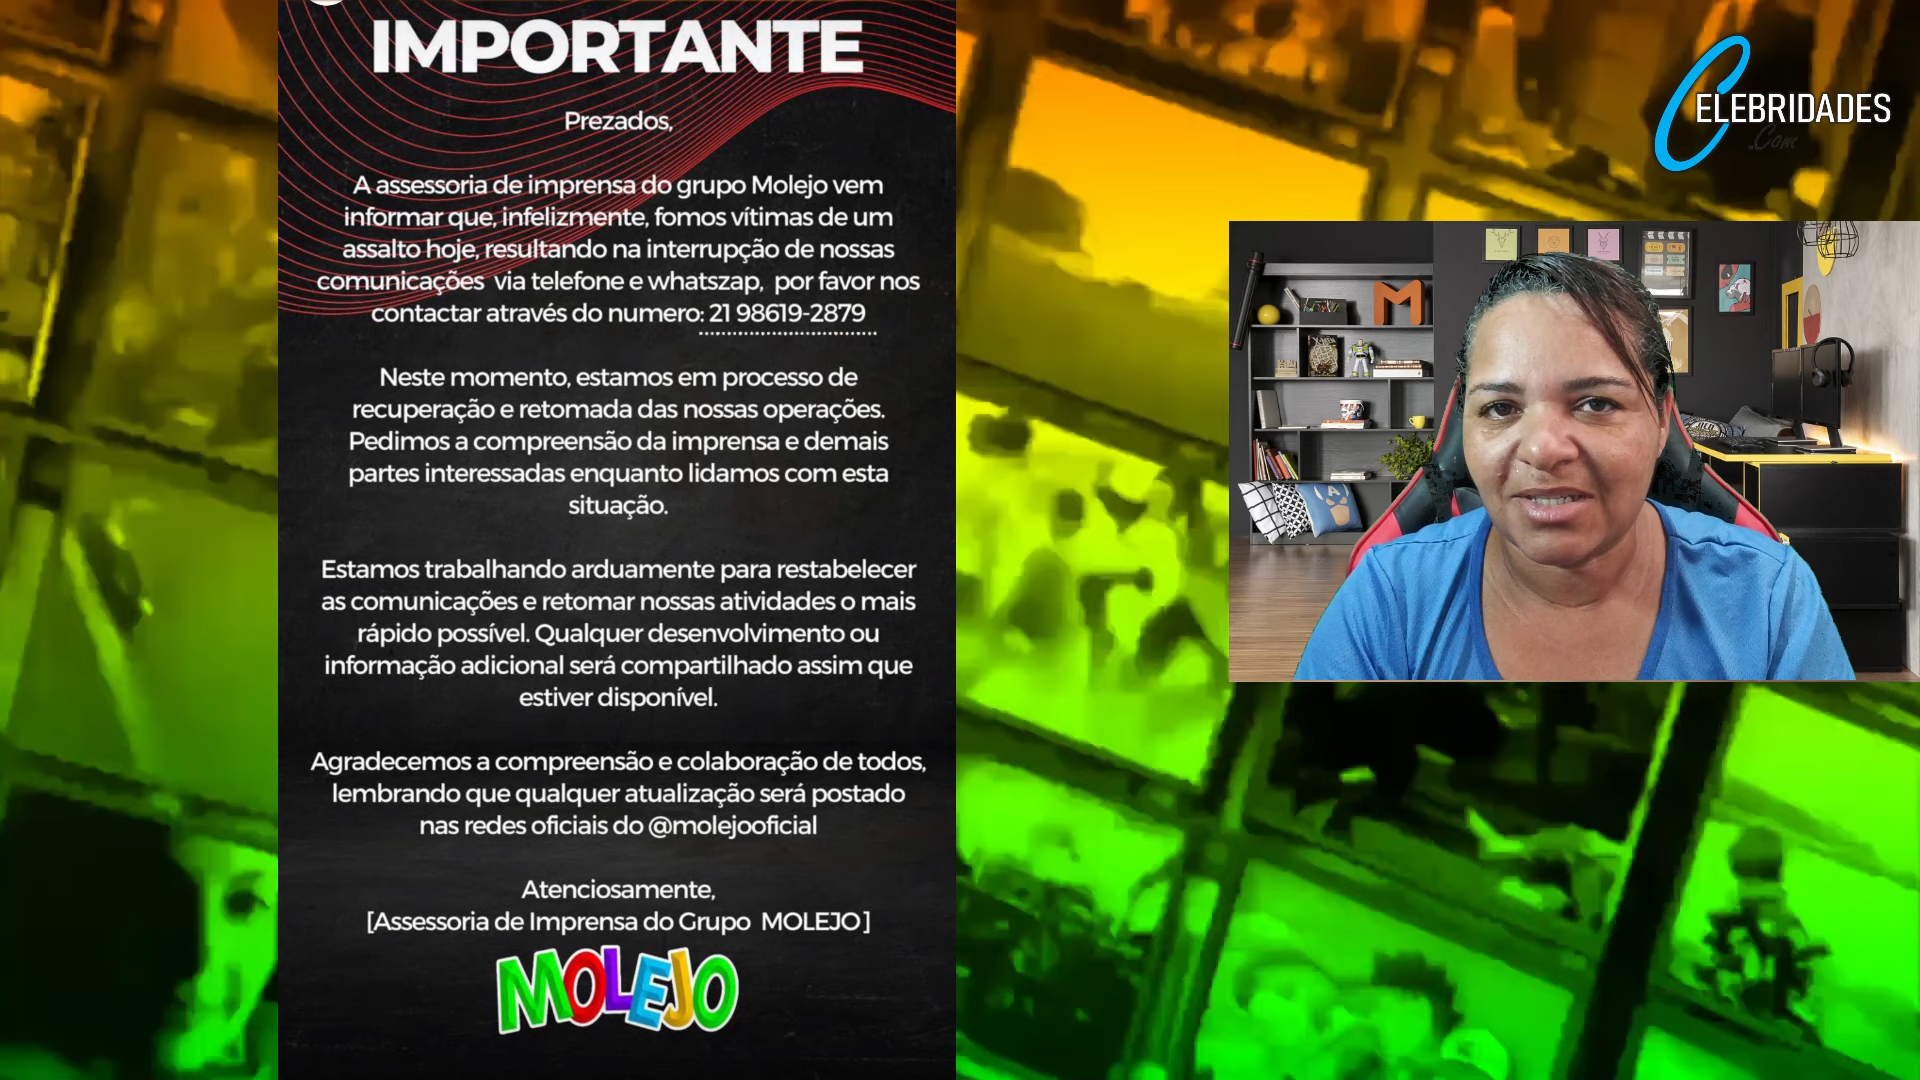 IMPORTANTE
Prezados,
A assessoria de imprensa do grupo Molejo vem
informar que, infelizmente, fomos vítimas de um
assalto hoje, resultando na interrupção de nossas
comunicações via telefone e whatszap, por favor nos
contactar através do numero: 21 98619-2879
Neste momento, estamos em processo de
recuperação e retomada das nossas operações.
Pedimos a compreensão da imprensa e demais
partes interessadas enquanto lidamos com esta
situação.
Estamos trabalhando arduamente para restabelecer
as comunicações e retomar nossas atividades o mais
rápido possível. Qualquer desenvolvimento ou
informação adicional será compartilhado assim que
estiver disponível.
Agradecemos a compreensão e colaboração de todos,
lembrando que qualquer atualização será postado
nas redes oficiais do @molejooficial
Atenciosamente,
[Assessoria de Imprensa do Grupo MOLEJO]
MOLEJO
CELEBRIDADES
.Com
M